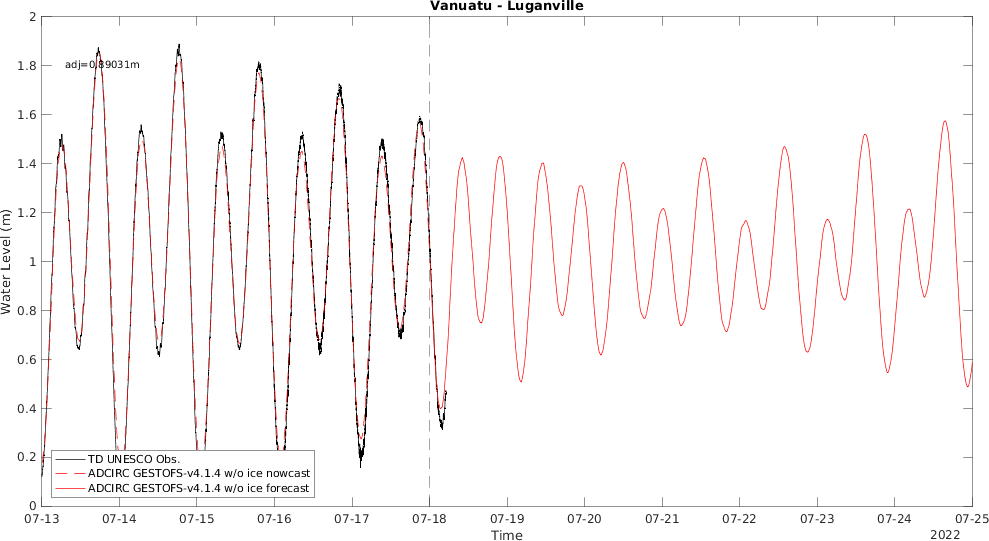 Vanuatu - Luganville
2
1.8
1.6
1.4
1.2
1
0.8
0.6
0.4
0.2
0
Water Level (m)
adj=0.89031m
TD UNESCO Obs.
ADCIRC GESTOFS-v4.1.4 w/o ice nowcast
ADCIRC GESTOFS-v4.1.4 w/o ice forecast
07-13 07-14 07-15 07-16 07-17 07-18 07-19 07-20 07-21 07-22 07-23 07-24 07-25
Time
2022